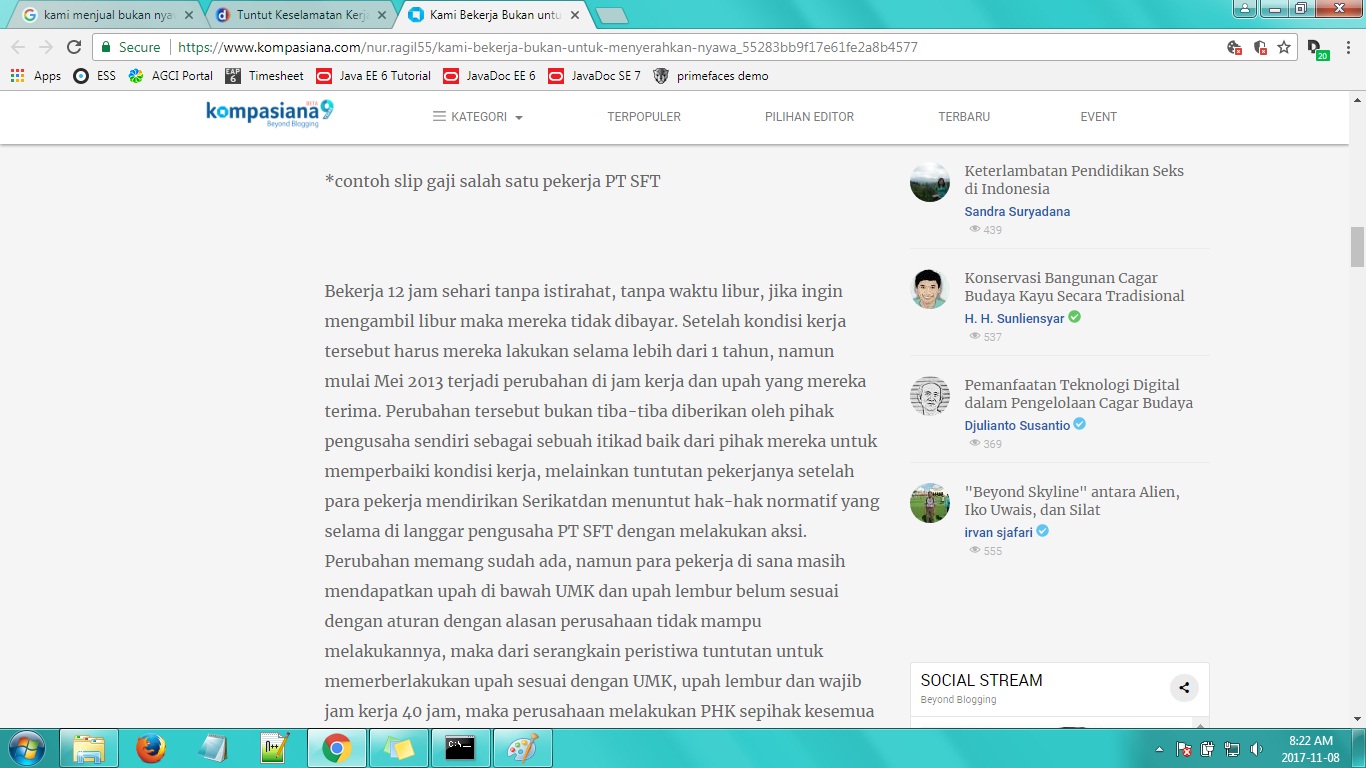 kami menjual bukan nyaw
Tuntut Keselamatan Kerja
Kami Bekerja Bukan untu
Secure
https://www.kompasiana.com/nur.ragil55/kami-bekerja-bukan-untuk-menyerahkan-nyawa_55283bb9f17e61fe2a8b4577
20
Apps
ESS
AGCI Portal
EAP 6
Timesheet
Java EE 6 Tutorial
JavaDoc EE 6
JavaDoc SE 7
primefaces demo
kompasiana9
BETA
Beyond Blogging
KATEGORI
TERPOPULER
PILIHAN EDITOR
TERBARU
EVENT
*contoh slip gaji salah satu pekerja PT SFT
Bekerja 12 jam sehari tanpa istirahat, tanpa waktu libur, jika ingin
mengambil libur maka mereka tidak dibayar. Setelah kondisi kerja
tersebut harus mereka lakukan selama lebih dari 1 tahun, namun
mulai Mei 2013 terjadi perubahan di jam kerja dan upah yang mereka
terima. Perubahan tersebut bukan tiba-tiba diberikan oleh pihak
pengusaha sendiri sebagai sebuah itikad baik dari pihak mereka untuk
memperbaiki kondisi kerja, melainkan tuntutan pekerjanya setelah
para pekerja mendirikan Serikatdan menuntut hak-hak normatif yang
selama di langgar pengusaha PT SFT dengan melakukan aksi.
Perubahan memang sudah ada, namun para pekerja di sana masih
mendapatkan upah di bawah UMK dan upah lembur belum sesuai
dengan aturan dengan alasan perusahaan tidak mampu
melakukannya, maka dari serangkain peristiwa tuntutan untuk
memerberlakukan upah sesuai dengan UMK, upah lembur dan wajib
jam kerja 40 jam, maka perusahaan melakukan PHK sepihak kesemua
Keterlambatan Pendidikan Seks
di Indonesia
Sandra Suryadana
439
Konservasi Bangunan Cagar
Budaya Kayu Secara Tradisional
H. H. Sunliensyar
537
Pemanfaatan Teknologi Digital
dalam Pengelolaan Cagar Budaya
Djulianto Susantio
369
"Beyond Skyline" antara Alien,
Iko Uwais, dan Silat
irvan sjafari
555
SOCIAL STREAM
Beyond Blogging
8:22 AM
2017-11-08